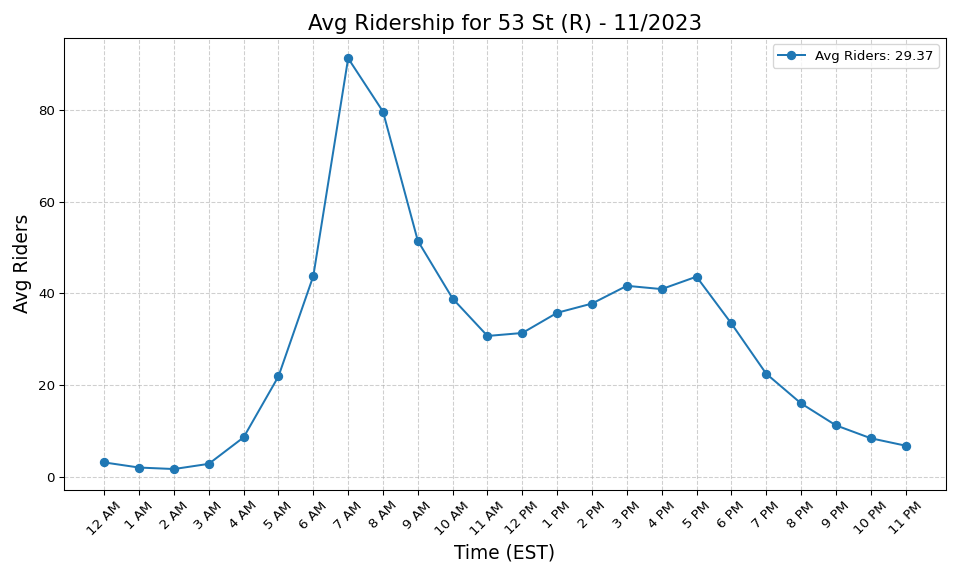 Avg Ridership for 53 St (R) - 11/2023
Avg Riders: 29.37
Avg Riders
80
60
40
20
0
12 AM
1 AM
2 AM
3 AM
4 AM
5 AM
6 AM
7 AM
8 AM
9 AM
10 AM
11 AM
12 PM
1 PM
2 PM
3 PM
4 PM
5 PM
6 PM
7 PM
8 PM
9 PM
10 PM
11 PM
Time (EST)